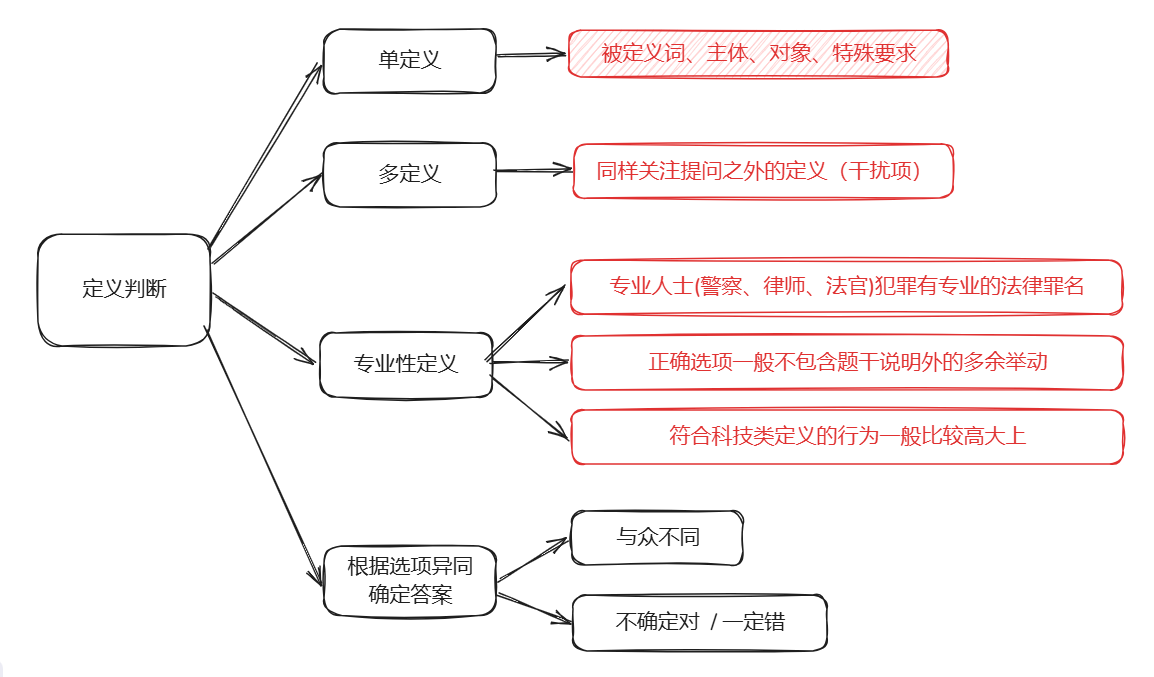 单定义
被定义词、主体、对象、特殊要求
多定义
同样关注提问之外的定义（干扰项）
定义判断
专业性定义
专业人士(警察、律师、法官)犯罪有专业的法律罪名
正确选项一般不包含题干说明外的多余举动
符合科技类定义的行为一般比较高大上
根据选项异同
确定答案
与众不同
不确定对 / 一定错